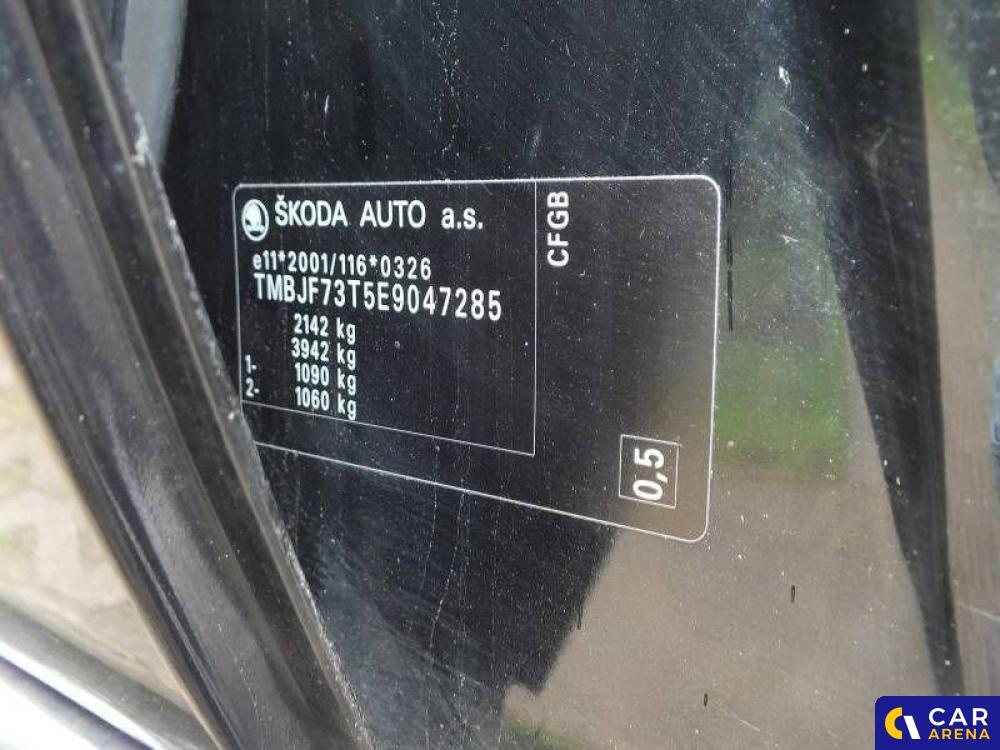 ŠKODA AUTO a.s.
e11*2001/116*0326
TMBJF73T5E9047285
2142 kg
3942 kg
1- 1090 kg
2- 1060 kg
CFGB
0,5
CAR
ARENA